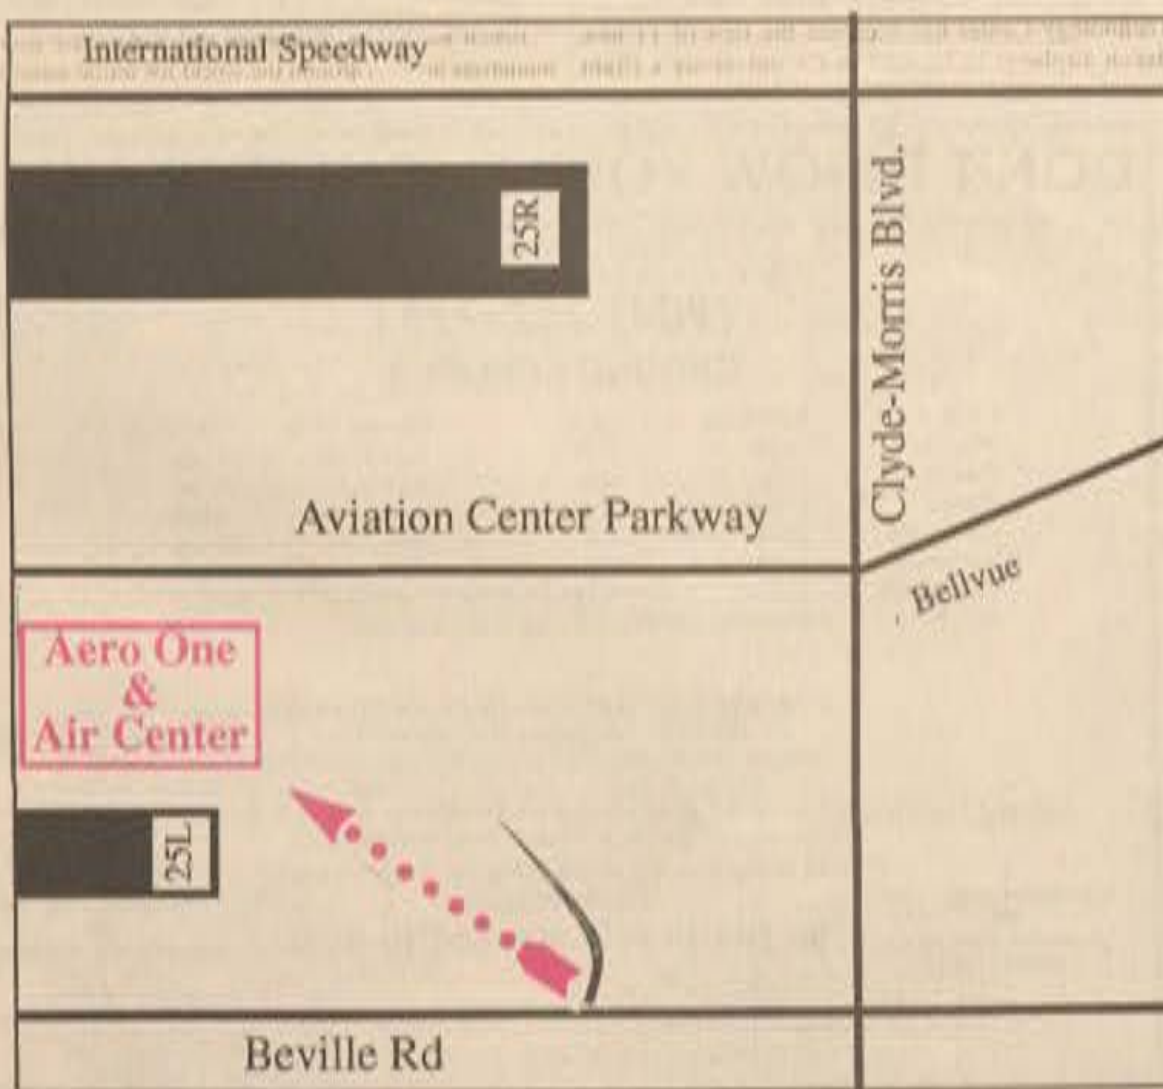 International Speedway
25R
Clyde-Morris Blvd.
Aviation Center Parkway
Bellvue
Aero One
&
Air Center
25L
Beville Rd